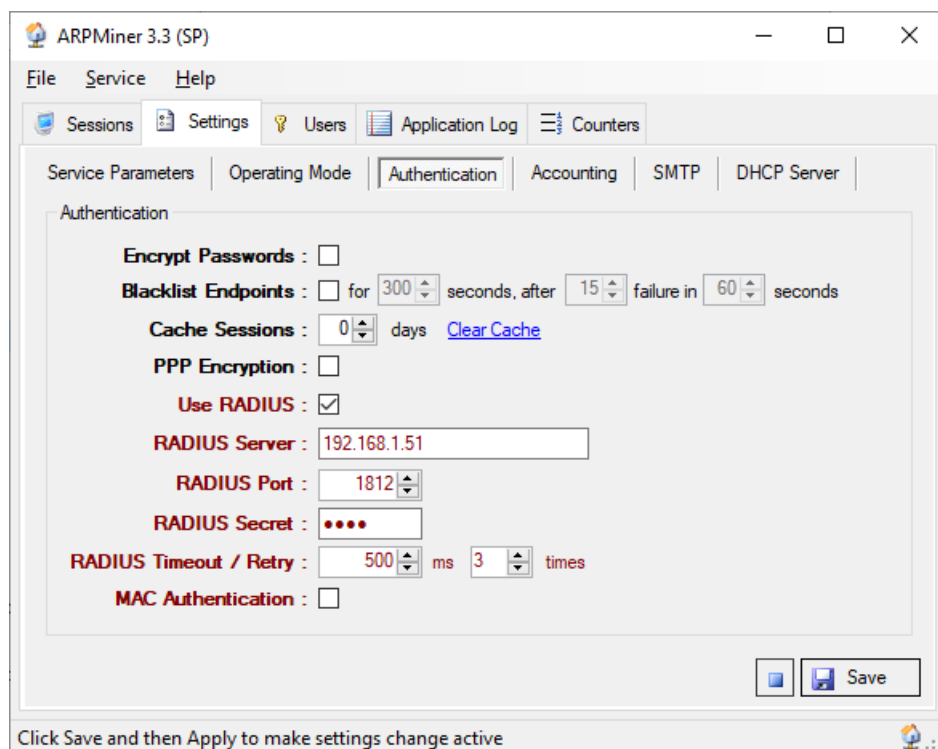 ARPMiner 3.3 (SP)
File Service Help
Sessions Settings Users Application Log Counters
Service Parameters Operating Mode Authentication Accounting SMTP DHCP Server
Authentication
Encrypt Passwords :
Blacklist Endpoints : for 300 seconds, after 15 failure in 60 seconds
Cache Sessions : 0 days Clear Cache
PPP Encryption :
Use RADIUS :
RADIUS Server : 192.168.1.51
RADIUS Port : 1812
RADIUS Secret : ●●●●
RADIUS Timeout / Retry : 500 ms 3 times
MAC Authentication :
Save
Click Save and then Apply to make settings change active